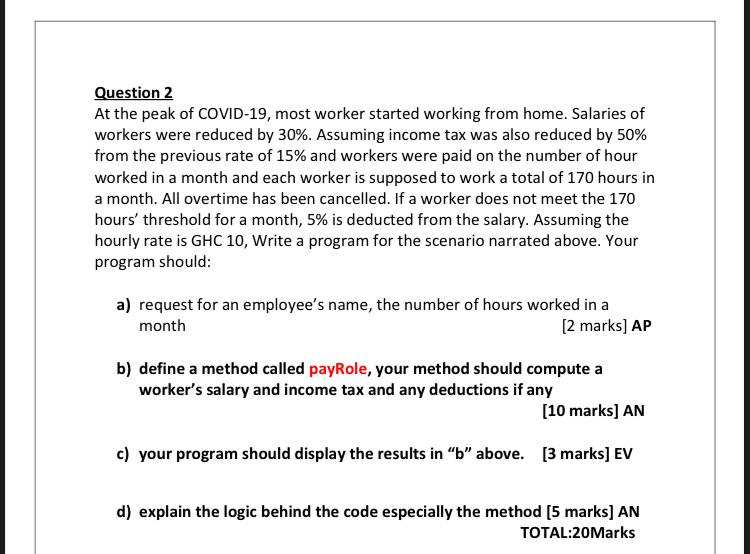 Question 2
At the peak of COVID-19, most worker started working from home. Salaries of
workers were reduced by 30%. Assuming income tax was also reduced by 50%
from the previous rate of 15% and workers were paid on the number of hour
worked in a month and each worker is supposed to work a total of 170 hours in
a month. All overtime has been cancelled. If a worker does not meet the 170
hours’ threshold for a month, 5% is deducted from the salary. Assuming the
hourly rate is GHC 10, Write a program for the scenario narrated above. Your
program should:
a) request for an employee’s name, the number of hours worked in a
month [2 marks] AP
b) define a method called payRole, your method should compute a
worker’s salary and income tax and any deductions if any
[10 marks] AN
c) your program should display the results in “b” above. [3 marks] EV
d) explain the logic behind the code especially the method [5 marks] AN
TOTAL:20Marks